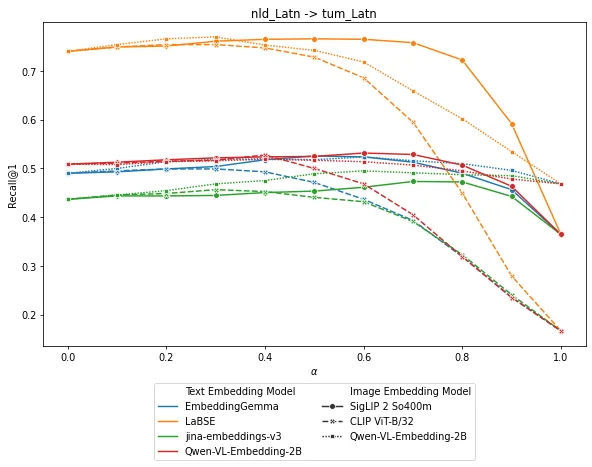 nld_Latn -> tum_Latn
Recall@1
0.7
0.6
0.5
0.4
0.3
0.2
0.0
0.2
0.4
0.6
0.8
1.0
α
Text Embedding Model
EmbeddingGemma
LaBSE
jina-embeddings-v3
Qwen-VL-Embedding-2B
Image Embedding Model
SigLIP 2 So400m
CLIP ViT-B/32
Qwen-VL-Embedding-2B